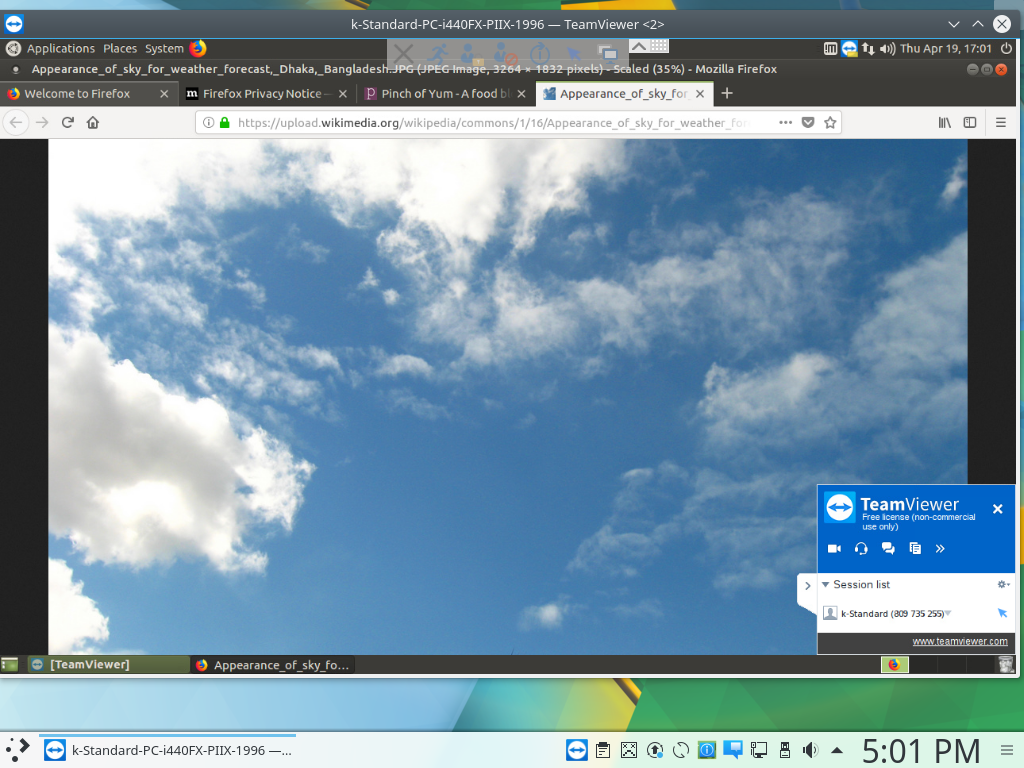 k-Standard-PC-i440FX-PIIX-1996 — TeamViewer <2>
Applications Places System
Thu Apr 19, 17:01
Appearance_of_sky_for_weather_forecast,_Dhaka,_Bangladesh.JPG (JPEG Image, 3264 × 1832 pixels) - Scaled (35%) - Mozilla Firefox
Welcome to Firefox
Firefox Privacy Notice —
Pinch of Yum - A food bl
Appearance_of_sky_for_
https://upload.wikimedia.org/wikipedia/commons/1/16/Appearance_of_sky_for_weather_for
TeamViewer
Free license (non-commercial
use only)
Session list
k-Standard (809 735 255)
www.teamviewer.com
[TeamViewer]
Appearance_of_sky_fo...
k-Standard-PC-i440FX-PIIX-1996 —...
5:01 PM